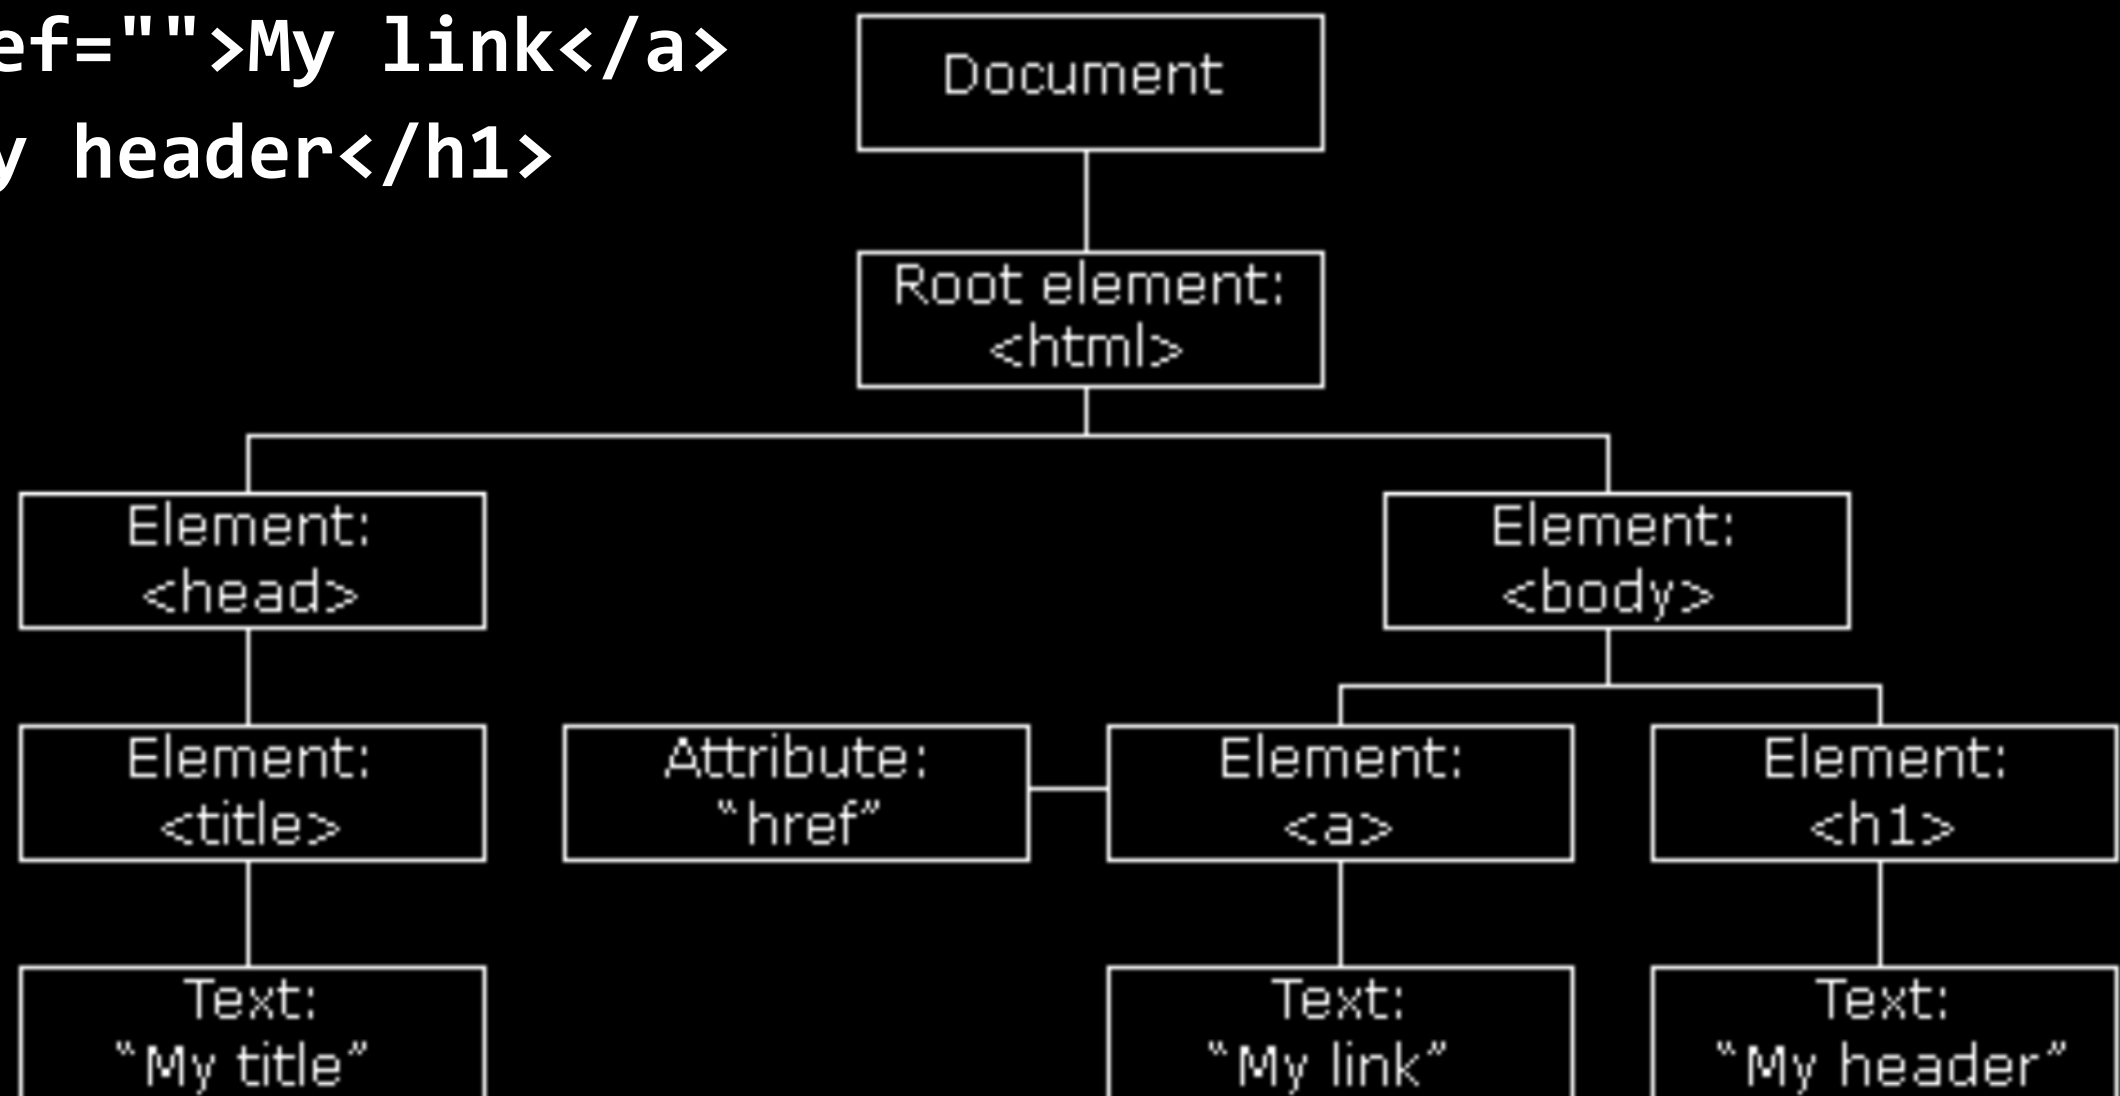 ef="">My link</a>
y header</h1>
Document
Root element:
<html>
Element:
<head>
Element:
<body>
Element:
<title>
Attribute:
“href”
Element:
<a>
Element:
<h1>
Text:
“My title”
Text:
“My link”
Text:
“My header”